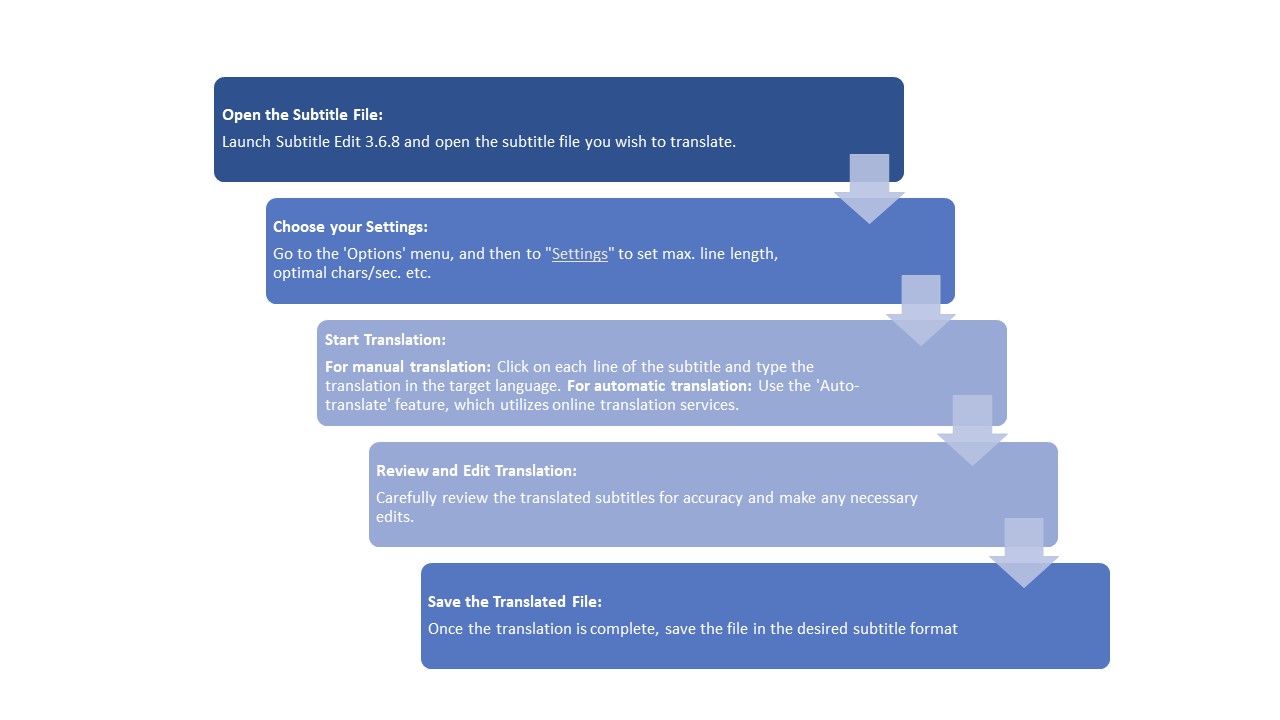 Open the Subtitle File:
Launch Subtitle Edit 3.6.8 and open the subtitle file you wish to translate.
Choose your Settings:
Go to the 'Options' menu, and then to "Settings" to set max. line length,
optimal chars/sec. etc.
Start Translation:
For manual translation: Click on each line of the subtitle and type the
translation in the target language. For automatic translation: Use the 'Auto-
translate' feature, which utilizes online translation services.
Review and Edit Translation:
Carefully review the translated subtitles for accuracy and make any necessary
edits.
Save the Translated File:
Once the translation is complete, save the file in the desired subtitle format